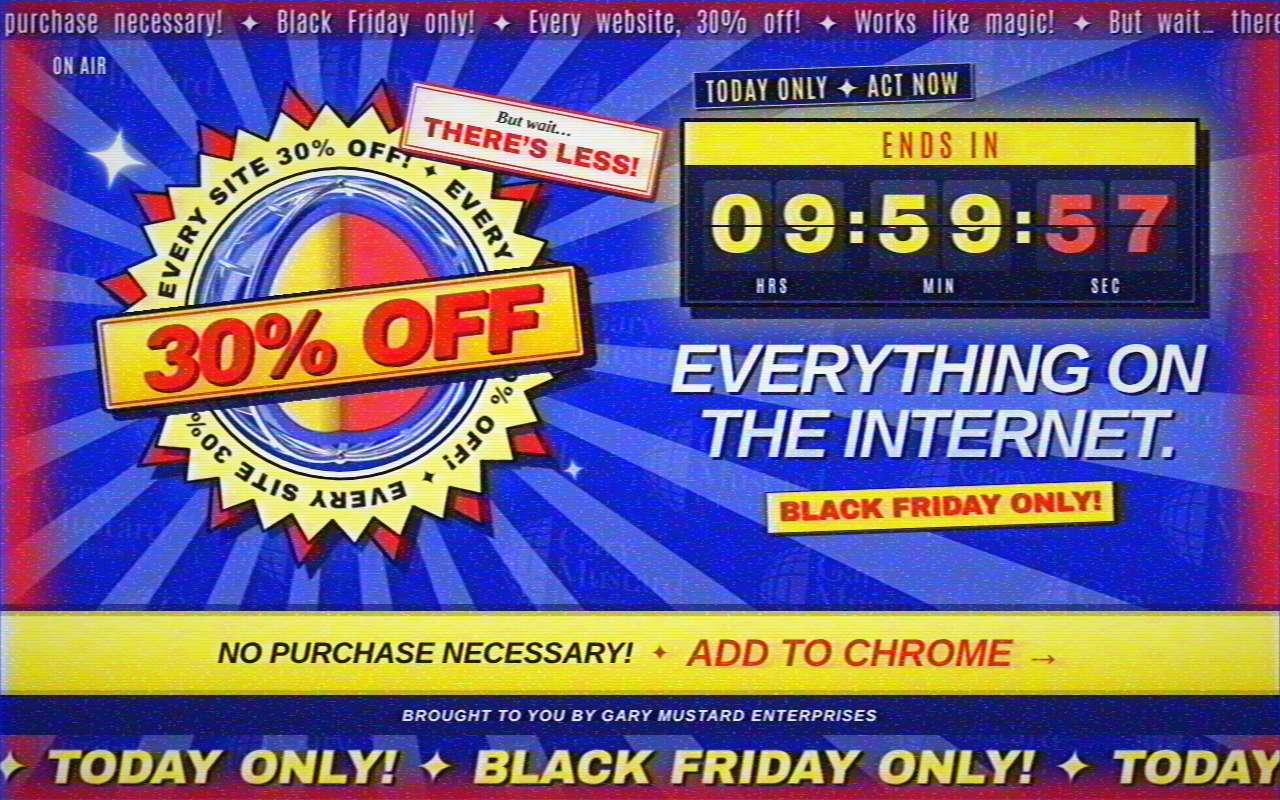 purchase necessary! ✦ Black Friday only! ✦ Every website, 30% off! ✦ Works like magic! ✦ But wait… there
ON AIR
TODAY ONLY ✦ ACT NOW
But wait…
THERE'S LESS!
EVERY SITE 30% OFF! ✦ EVERY
30% OFF
% OFF! ✦ EVERY SITE 30%
ENDS IN
09:59:57
HRS MIN SEC
EVERYTHING ON
THE INTERNET.
BLACK FRIDAY ONLY!
NO PURCHASE NECESSARY! ✦ ADD TO CHROME →
BROUGHT TO YOU BY GARY MUSTARD ENTERPRISES
✦ TODAY ONLY! ✦ BLACK FRIDAY ONLY! ✦ TODAY